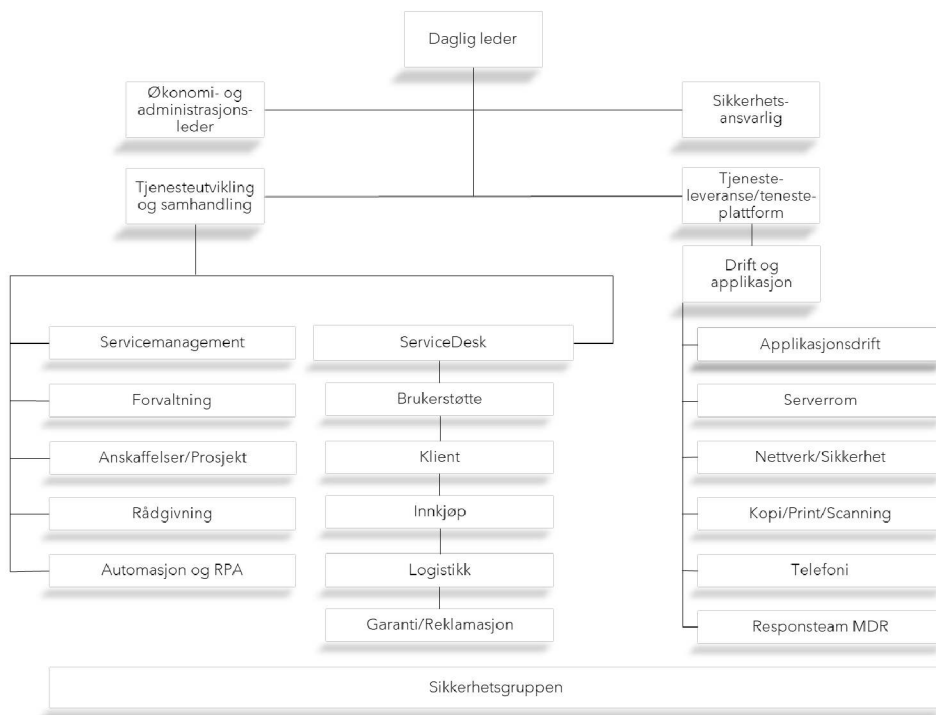 Daglig leder
Økonomi- og
administrasjons-
leder
Sikkerhets-
ansvarlig
Tjenesteutvikling
og samhandling
Tjeneste-
leveranse/teneste-
plattform
Drift og
applikasjon
Servicemanagement
Forvaltning
Anskaffelser/Prosjekt
Rådgivning
Automasjon og RPA
ServiceDesk
Brukerstøtte
Klient
Innkjøp
Logistikk
Garanti/Reklamasjon
Applikasjonsdrift
Serverrom
Nettverk/Sikkerhet
Kopi/Print/Scanning
Telefoni
Responsteam MDR
Sikkerhetsgruppen